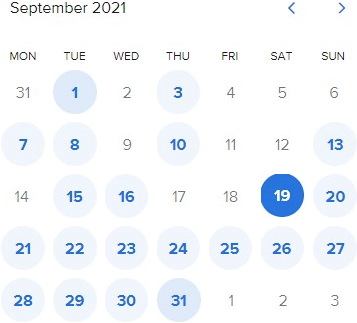 September 2021
MON TUE WED THU FRI SAT SUN
31 1 2 3 4 5 6
7 8 9 10 11 12 13
14 15 16 17 18 19 20
21 22 23 24 25 26 27
28 29 30 31 1 2 3